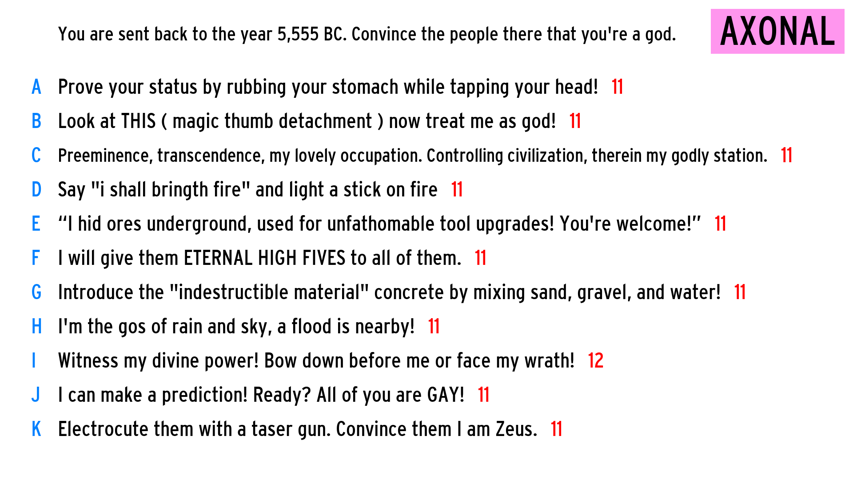 You are sent back to the year 5,555 BC. Convince the people there that you're a god.
AXONAL
A Prove your status by rubbing your stomach while tapping your head! 11
B Look at THIS ( magic thumb detachment ) now treat me as god! 11
C Preeminence, transcendence, my lovely occupation. Controlling civilization, therein my godly station. 11
D Say "i shall bringth fire" and light a stick on fire 11
E “I hid ores underground, used for unfathomable tool upgrades! You're welcome!” 11
F I will give them ETERNAL HIGH FIVES to all of them. 11
G Introduce the "indestructible material" concrete by mixing sand, gravel, and water! 11
H I'm the gos of rain and sky, a flood is nearby! 11
I Witness my divine power! Bow down before me or face my wrath! 12
J I can make a prediction! Ready? All of you are GAY! 11
K Electrocute them with a taser gun. Convince them I am Zeus. 11